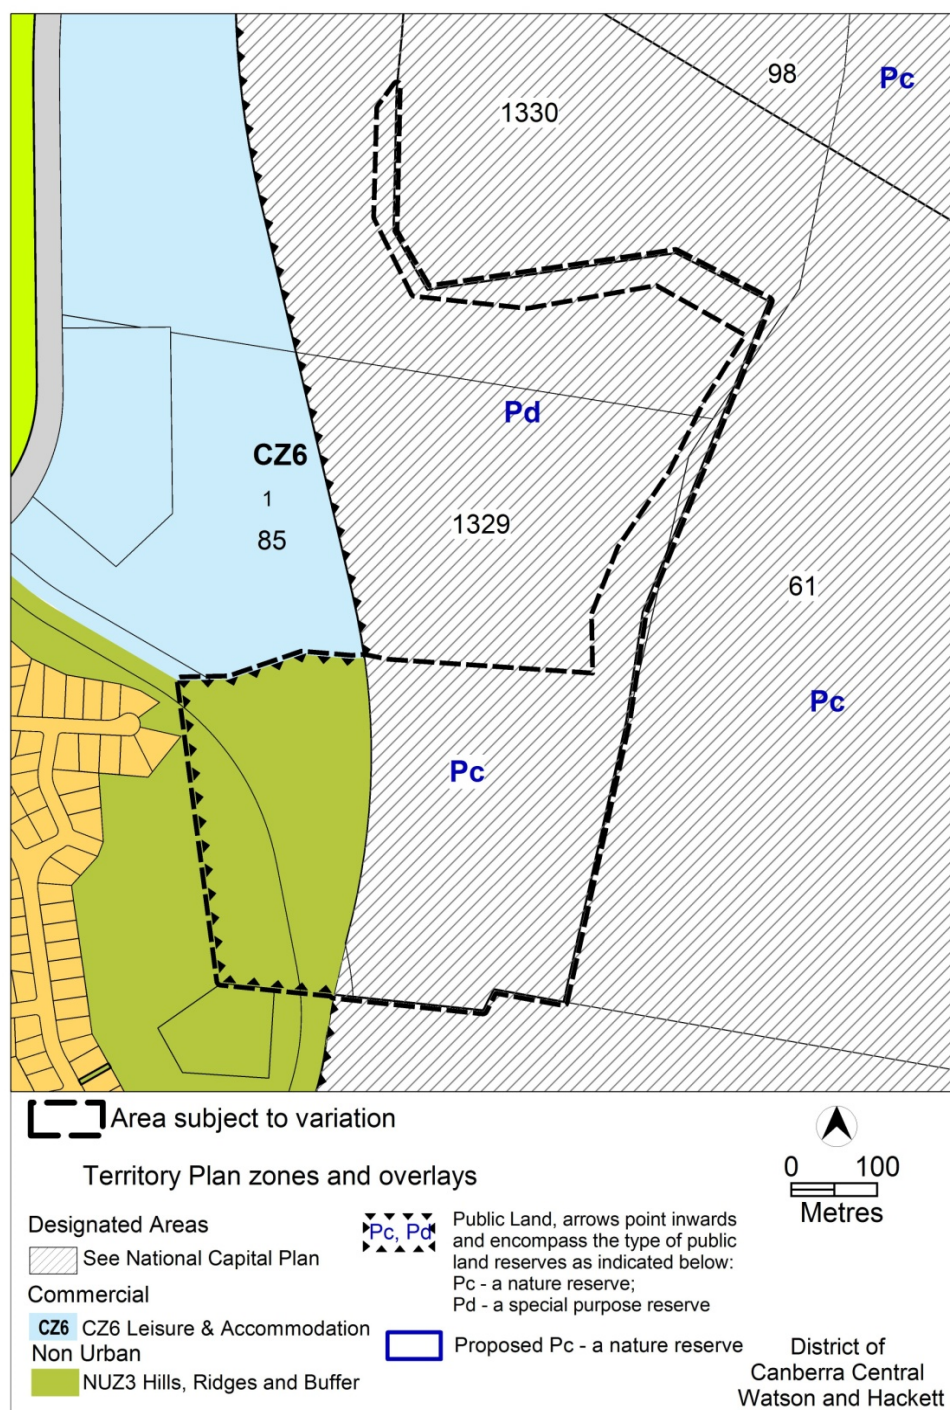 98
Pc
1330
Pd
CZ6
1
85
1329
61
Pc
Pc
Area subject to variation
Territory Plan zones and overlays
0 100
Metres
Designated Areas
See National Capital Plan
Commercial
CZ6 CZ6 Leisure & Accommodation
Non Urban
NUZ3 Hills, Ridges and Buffer
Pc, Pd
Public Land, arrows point inwards
and encompass the type of public
land reserves as indicated below:
Pc - a nature reserve;
Pd - a special purpose reserve
Proposed Pc - a nature reserve
District of
Canberra Central
Watson and Hackett